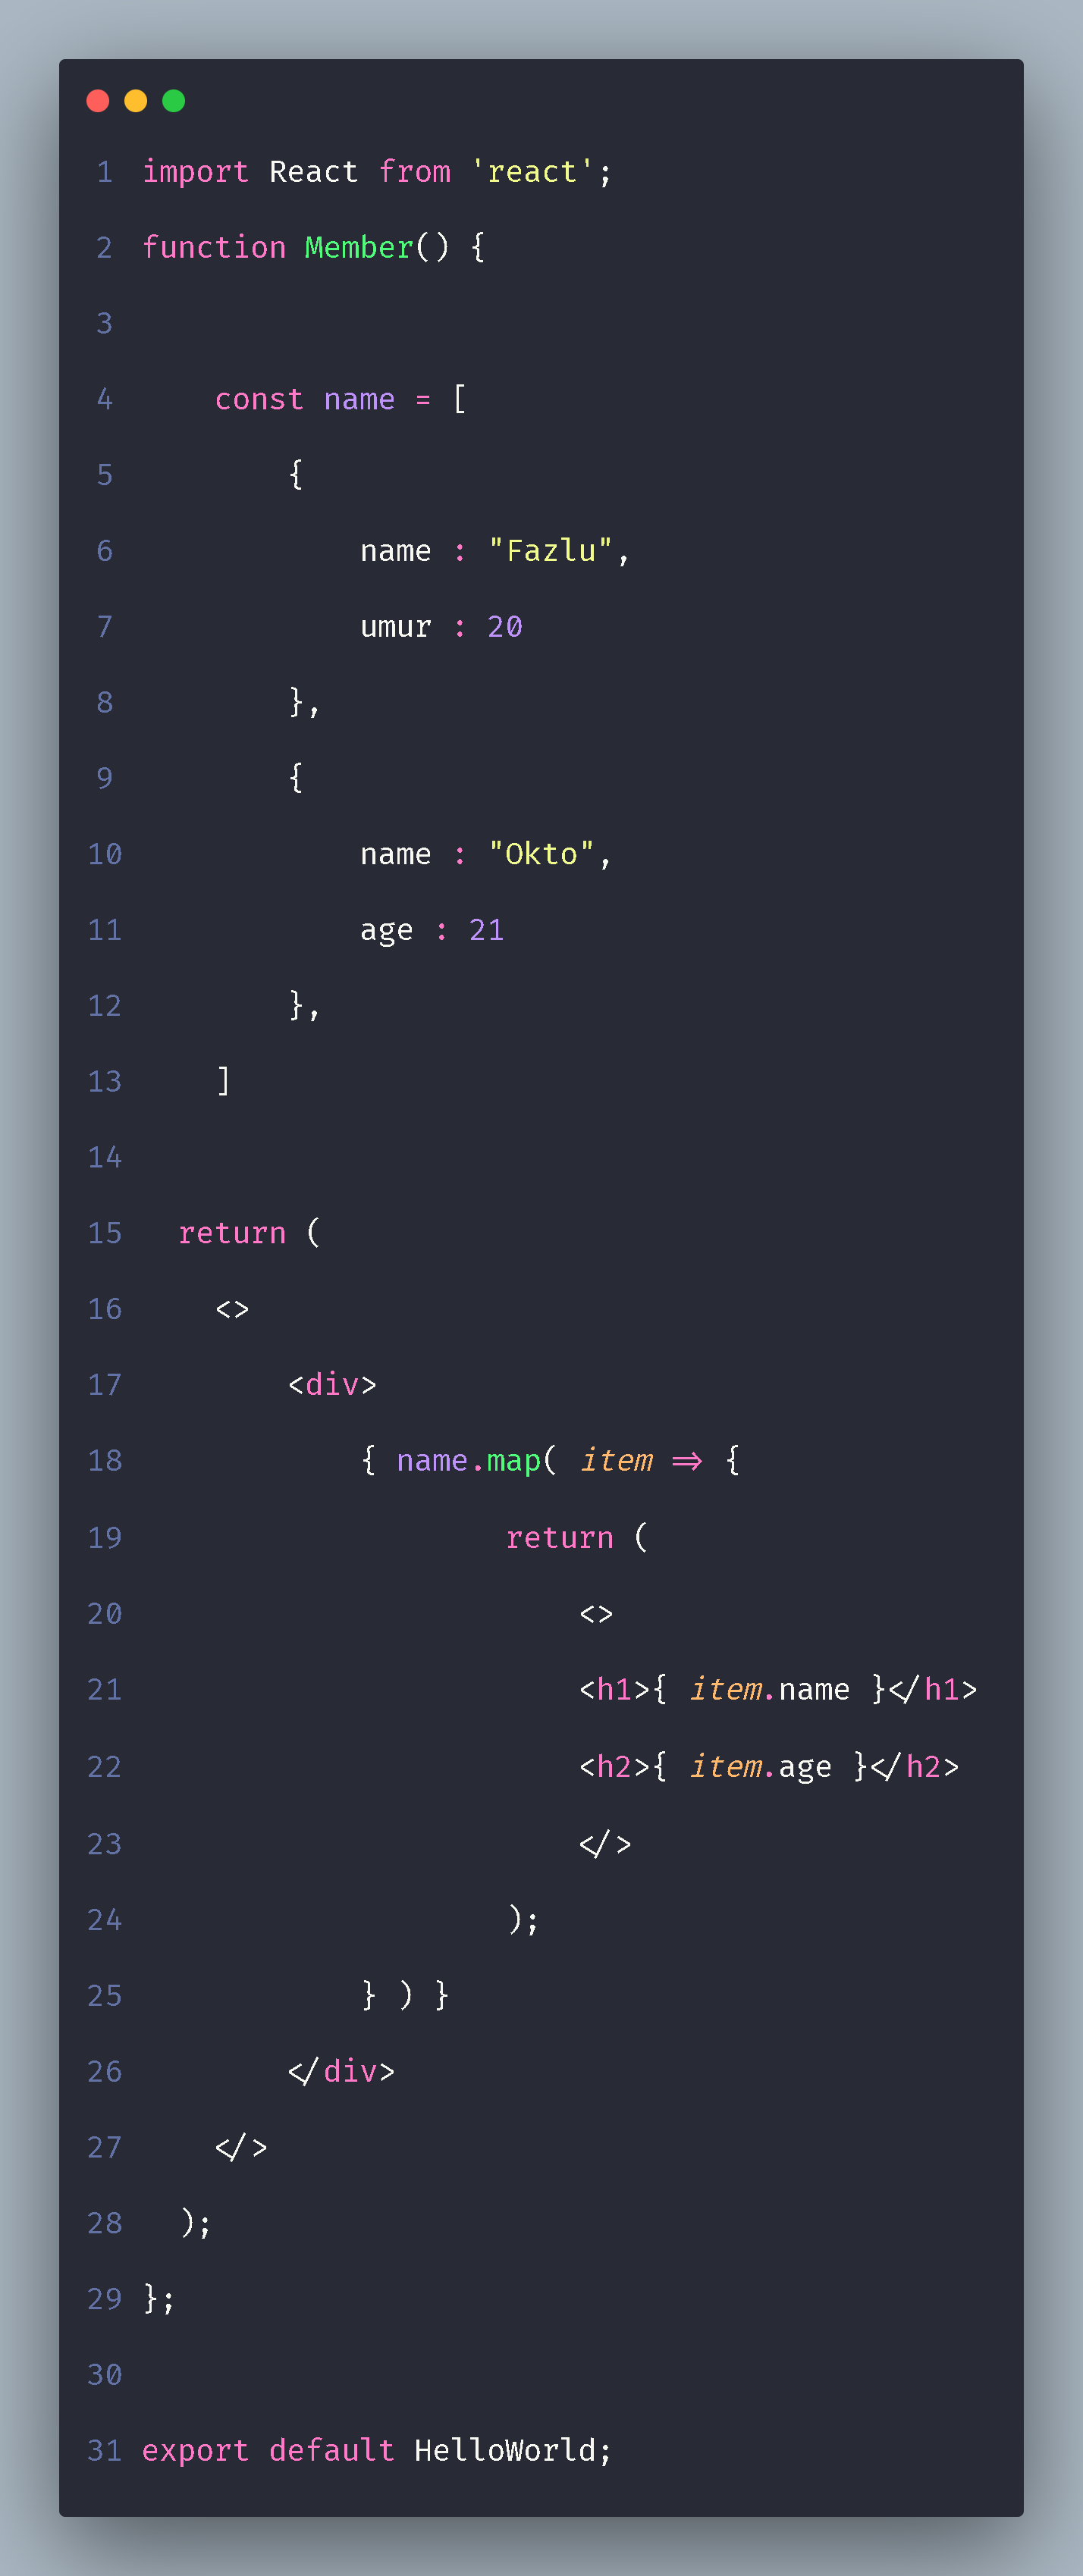 1 import React from 'react';
2 function Member() {
3
4     const name = [
5         {
6             name : "Fazlu",
7             umur : 20
8         },
9         {
10             name : "Okto",
11             age : 21
12         },
13     ]
14
15   return (
16     <>
17         <div>
18             { name.map( item => {
19                     return (
20                         <>
21                         <h1>{ item.name }</h1>
22                         <h2>{ item.age }</h2>
23                         </>
24                     );
25             } ) }
26         </div>
27     </>
28   );
29 };
30
31 export default HelloWorld;